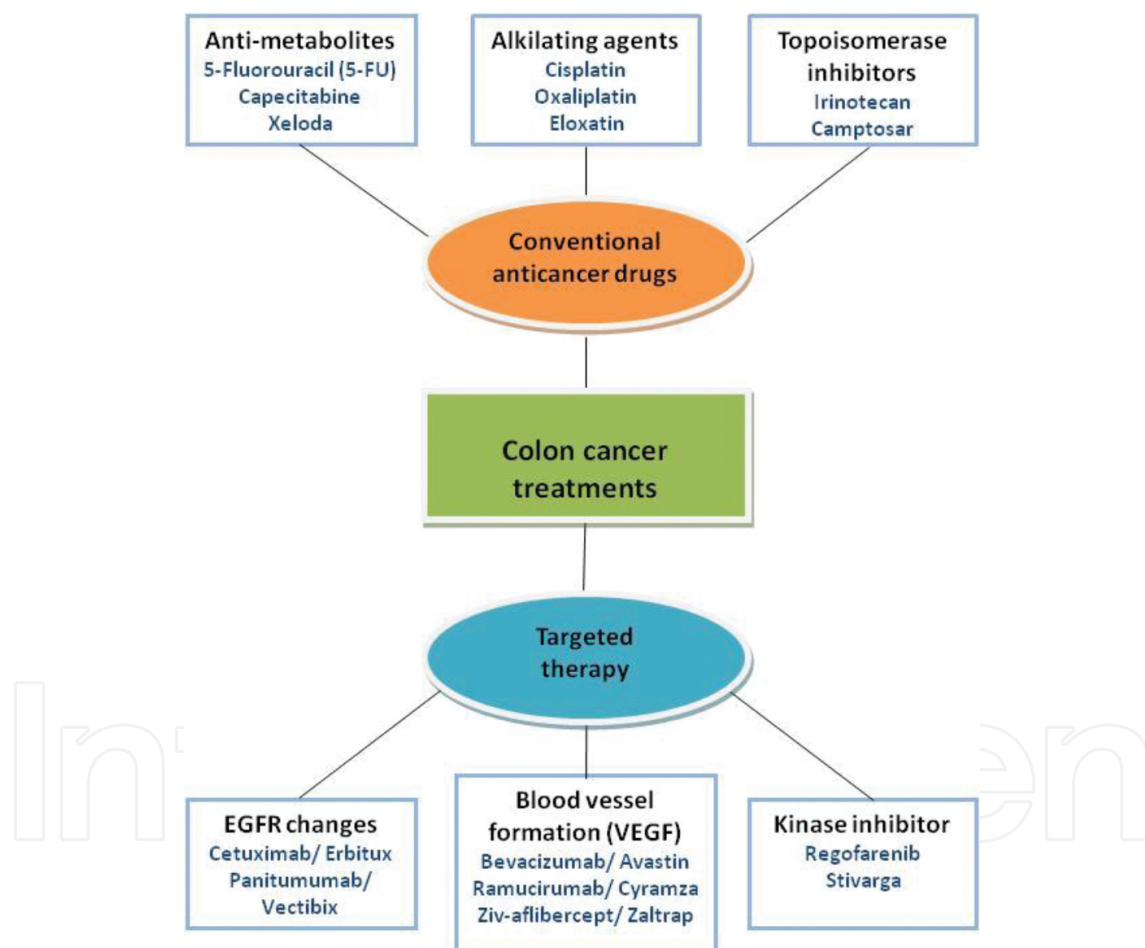 Anti-metabolites
5-Fluorouracil (5-FU)
Capecitabine
Xeloda
Alkilating agents
Cisplatin
Oxaliplatin
Eloxatin
Topoisomerase
inhibitors
Irinotecan
Camptosar
Conventional
anticancer drugs
Colon cancer
treatments
Targeted
therapy
EGFR changes
Cetuximab/ Erbitux
Panitumumab/
Vectibix
Blood vessel
formation (VEGF)
Bevacizumab/ Avastin
Ramucirumab/ Cyramza
Ziv-aflibercept/ Zaltrap
Kinase inhibitor
Regofarenib
Stivarga